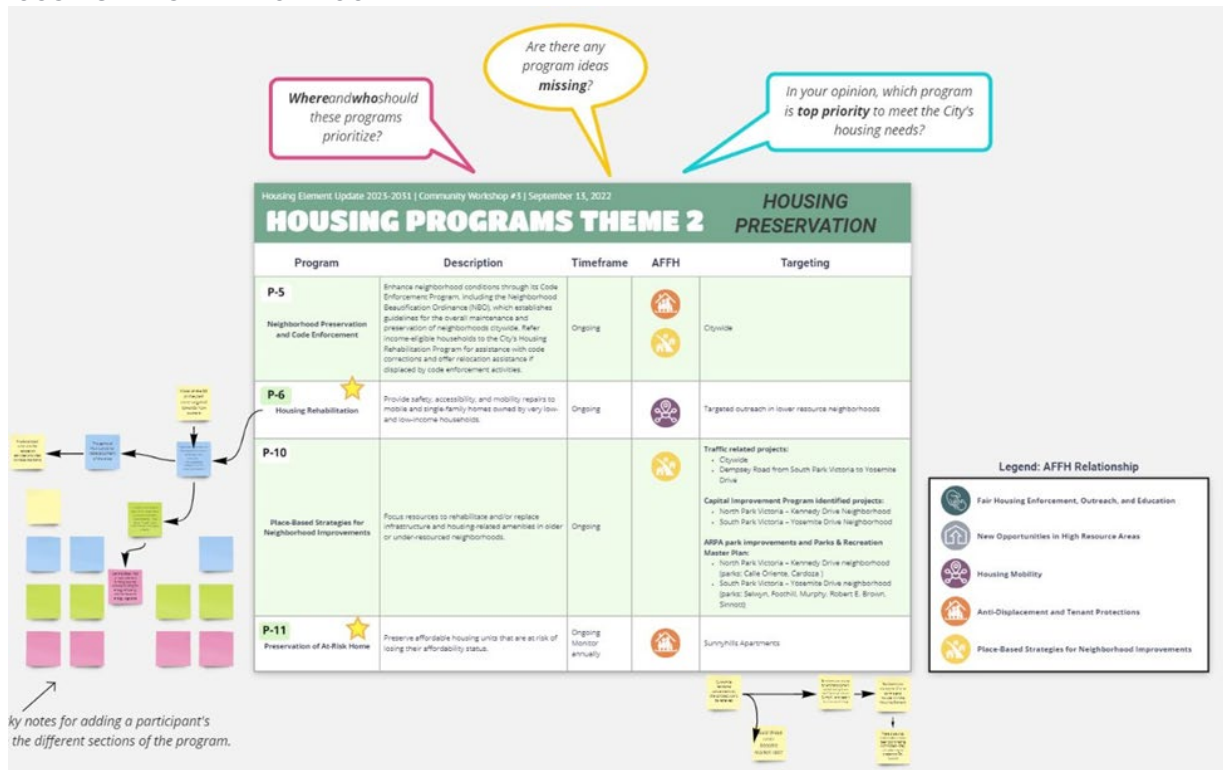 Are there any
program ideas
missing?
Whereandwhoshould
these programs
prioritize?
In your opinion, which program
is top priority to meet the City's
housing needs?
Housing Element Update 2023-2031 | Community Workshop #3 | September 13, 2022
HOUSING PROGRAMS THEME 2
HOUSING
PRESERVATION
Program Description Timeframe AFFH Targeting
P-5
Neighborhood Preservation
and Code Enforcement
Enhance neighborhood conditions through its Code
Enforcement Program, including the Neighborhood
Beautification Ordinance (NBO), which establishes
guidelines for the overall maintenance and
preservation of neighborhoods citywide. Refer
income-eligible households to the City's Housing
Rehabilitation Program for assistance with code
corrections and offer relocation assistance if
displaced by code enforcement activities.
Ongoing
Citywide
P-6
Housing Rehabilitation
Provide safety, accessibility, and mobility repairs to
mobile and single-family homes owned by very low-
and low-income households.
Ongoing
Targeted outreach in lower resource neighborhoods
P-10
Place-Based Strategies for
Neighborhood Improvements
Focus resources to rehabilitate and/or replace
infrastructure and housing-related amenities in older
or under-resourced neighborhoods.
Ongoing
Traffic related projects:
• Citywide
• Dempsey Road from South Park Victoria to Yosemite
Drive
Capital Improvement Program identified projects:
• North Park Victoria – Kennedy Drive Neighborhood
• South Park Victoria – Yosemite Drive Neighborhood
ARPA park improvements and Parks & Recreation
Master Plan:
• North Park Victoria – Kennedy Drive neighborhood
(parks: Calle Oriente, Cardoza )
• South Park Victoria – Yosemite Drive neighborhood
(parks: Selwyn, Foothill, Murphy, Robert E. Brown,
Sinnott)
P-11
Preservation of At-Risk Home
Preserve affordable housing units that are at risk of
losing their affordability status.
Ongoing
Monitor
annually
Sunnyhills Apartments
Legend: AFFH Relationship
Fair Housing Enforcement, Outreach, and Education
New Opportunities in High Resource Areas
Housing Mobility
Anti-Displacement and Tenant Protections
Place-Based Strategies for Neighborhood Improvements
ky notes for adding a participant's
the different sections of the program.